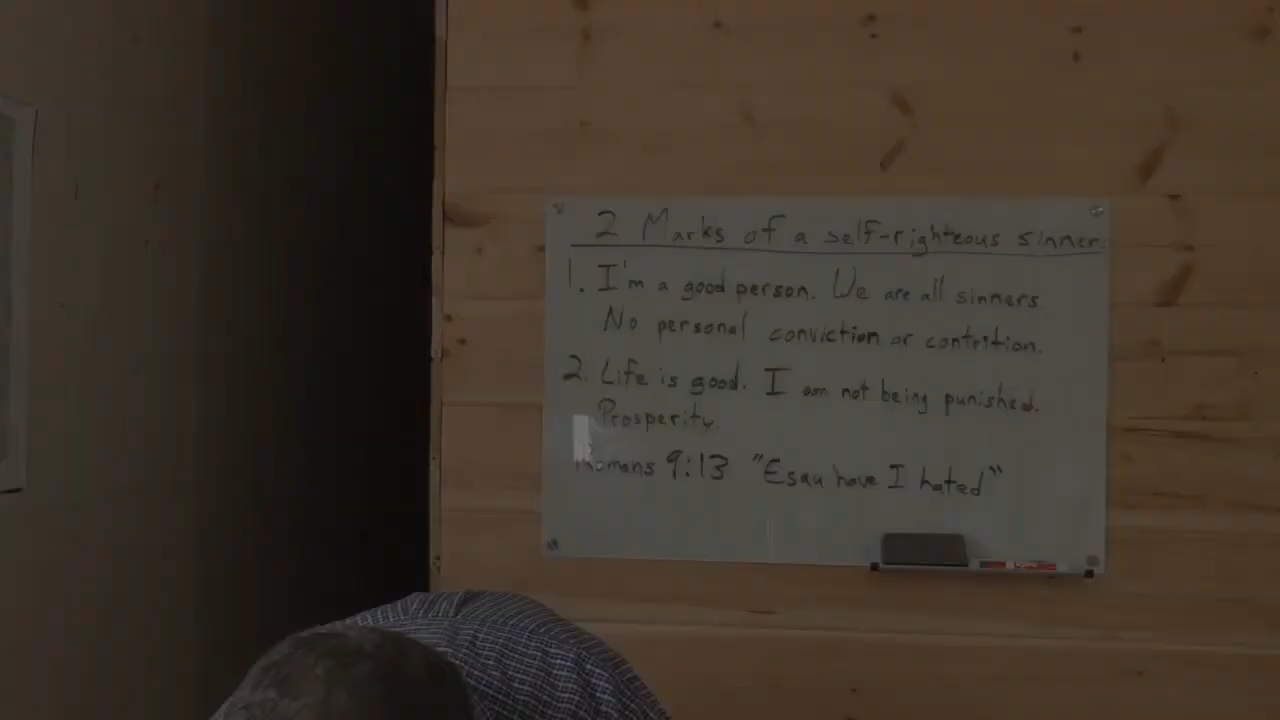 2 Marks of a self-righteous sinner.
1. I'm a good person. We are all sinners
No personal conviction or contrition.
2. Life is good. I am not being punished.
Prosperity.
Romans 9:13 "Esau have I hated"